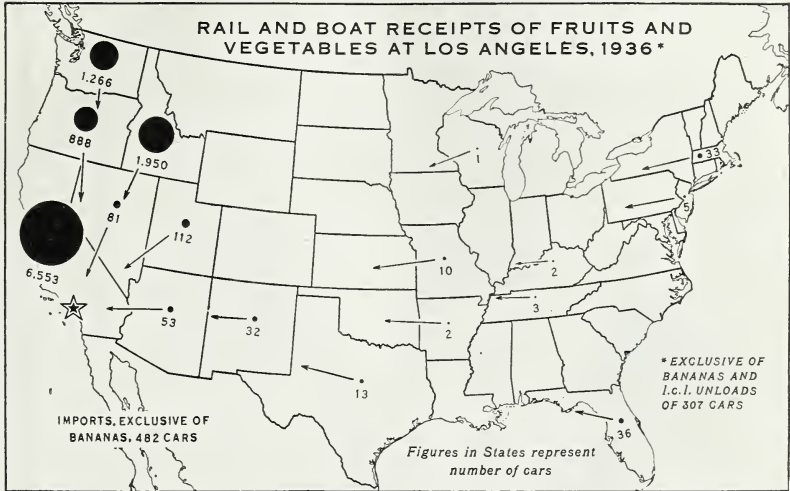 RAIL AND BOAT RECEIPTS OF FRUITS AND
VEGETABLES AT LOS ANGELES, 1936*
1.266
888
1.950
81
112
6.553
53
32
13
10
2
1
2
3
33
5
36
* EXCLUSIVE OF
BANANAS AND
l.c.l. UNLOADS
OF 307 CARS
IMPORTS, EXCLUSIVE OF
BANANAS, 482 CARS
Figures in States represent
number of cars